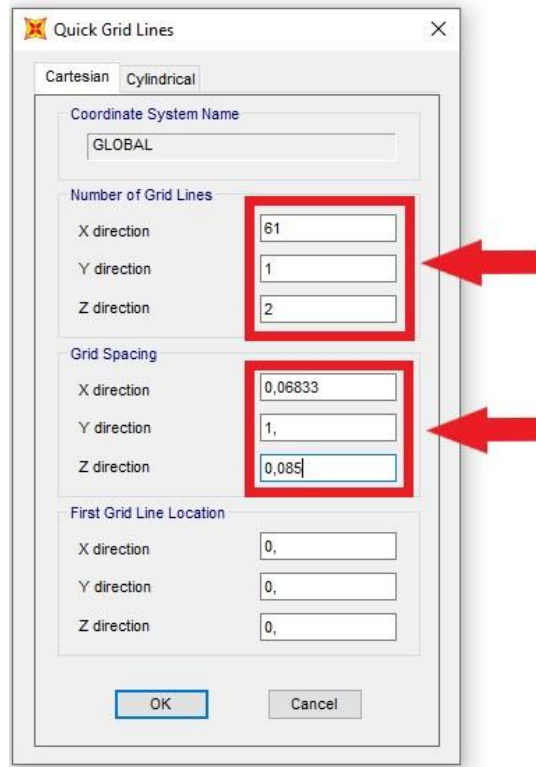 Quick Grid Lines
Cartesian Cylindrical
Coordinate System Name
GLOBAL
Number of Grid Lines
X direction 61
Y direction 1
Z direction 2
Grid Spacing
X direction 0,06833
Y direction 1,
Z direction 0,085
First Grid Line Location
X direction 0,
Y direction 0,
Z direction 0,
OK Cancel